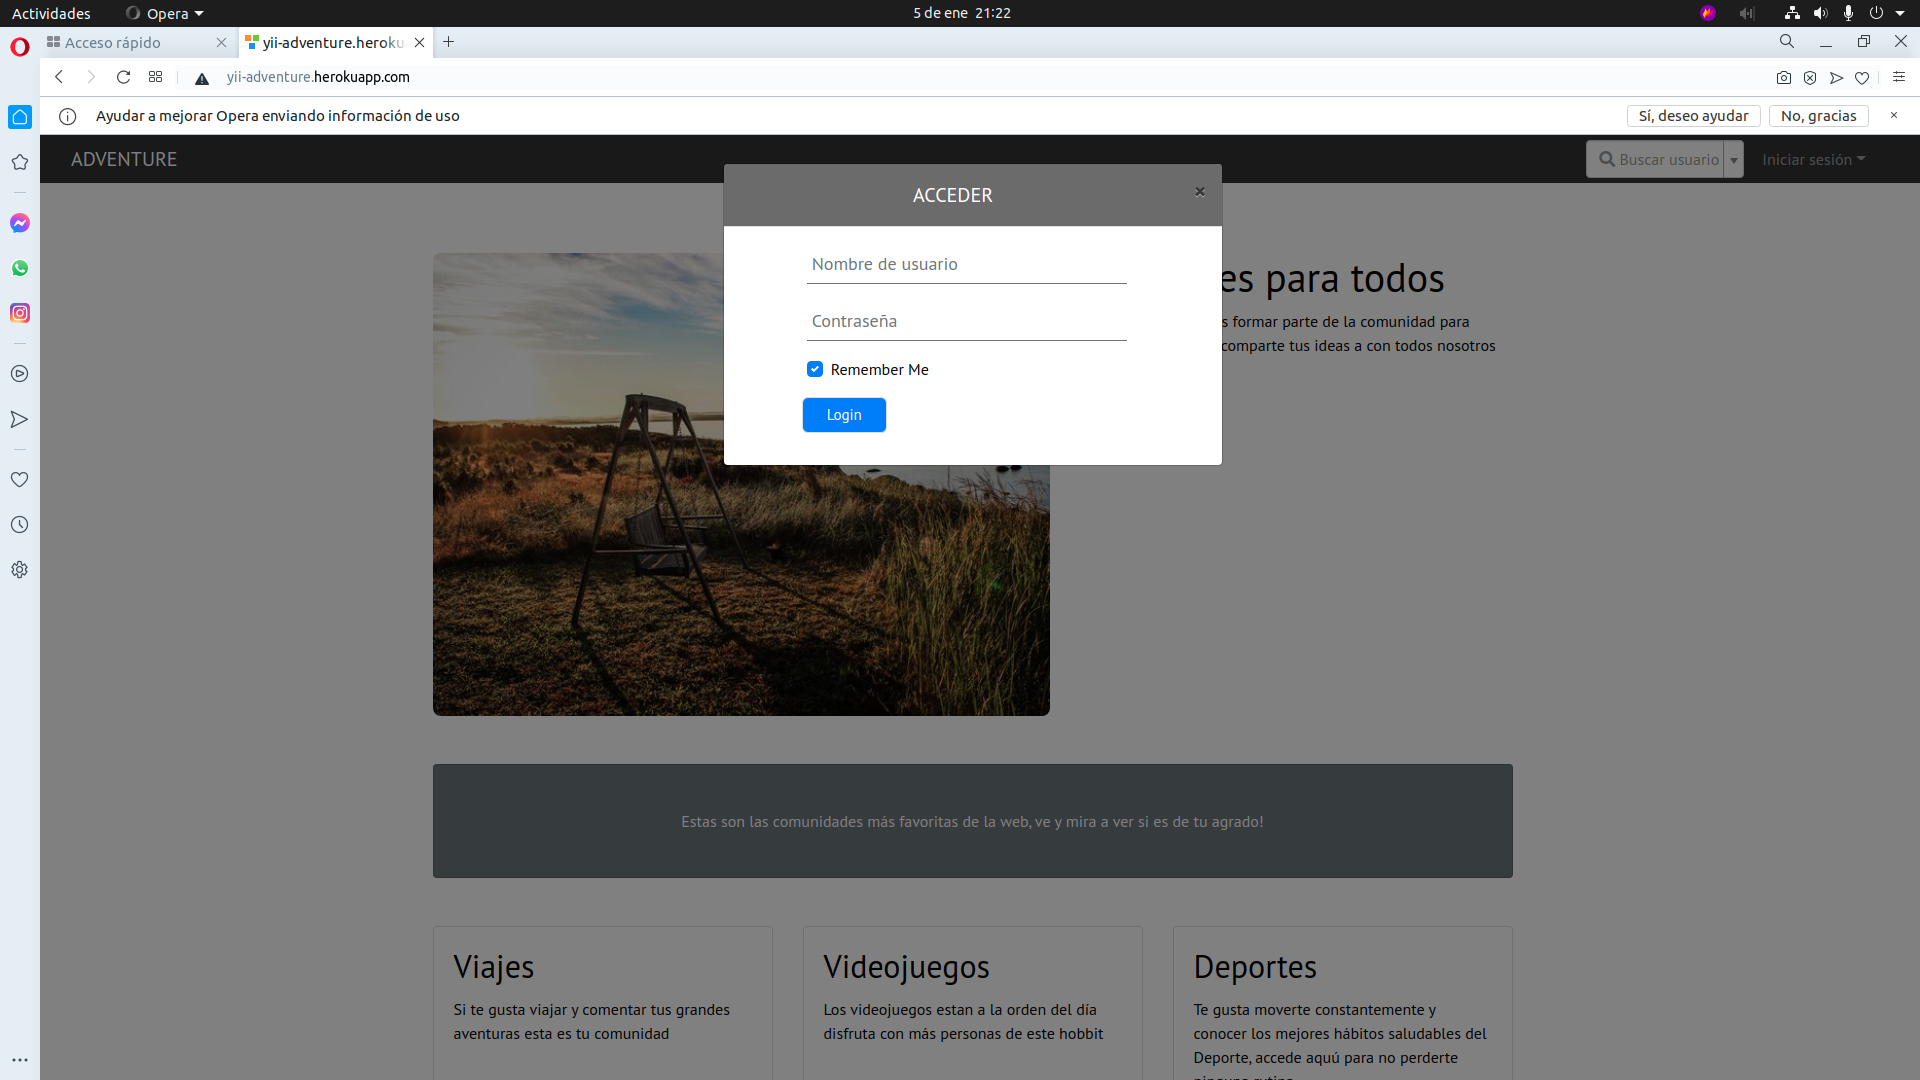 Actividades
Opera
5 de ene 21:22
Acceso rápido
yii-adventure.heroku
yii-adventure.herokuapp.com
Ayudar a mejorar Opera enviando información de uso
Sí, deseo ayudar
No, gracias
ADVENTURE
Buscar usuario
Iniciar sesión
ACCEDER
Nombre de usuario
Contraseña
Remember Me
Login
es para todos
s formar parte de la comunidad para
comparte tus ideas a con todos nosotros
Estas son las comunidades más favoritas de la web, ve y mira a ver si es de tu agrado!
Viajes
Si te gusta viajar y comentar tus grandes
aventuras esta es tu comunidad
Videojuegos
Los videojuegos estan a la orden del día
disfruta con más personas de este hobbit
Deportes
Te gusta moverte constantemente y
conocer los mejores hábitos saludables del
Deporte, accede aquú para no perderte